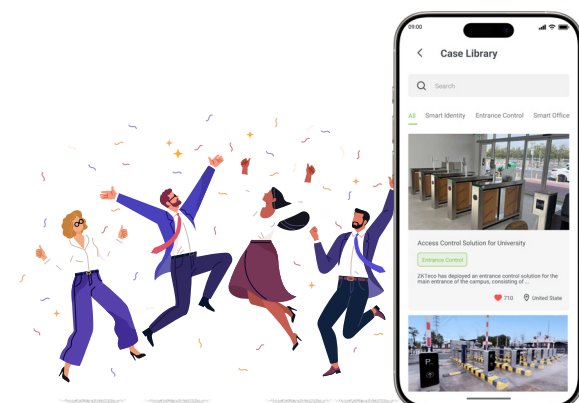 09:00
Case Library
Search
All Smart Identity Entrance Control Smart Office
Access Control Solution for University
Entrance Control
ZKTeco has deployed an entrance control solution for the
main entrance of the campus, consisting of ...
710 United State
P